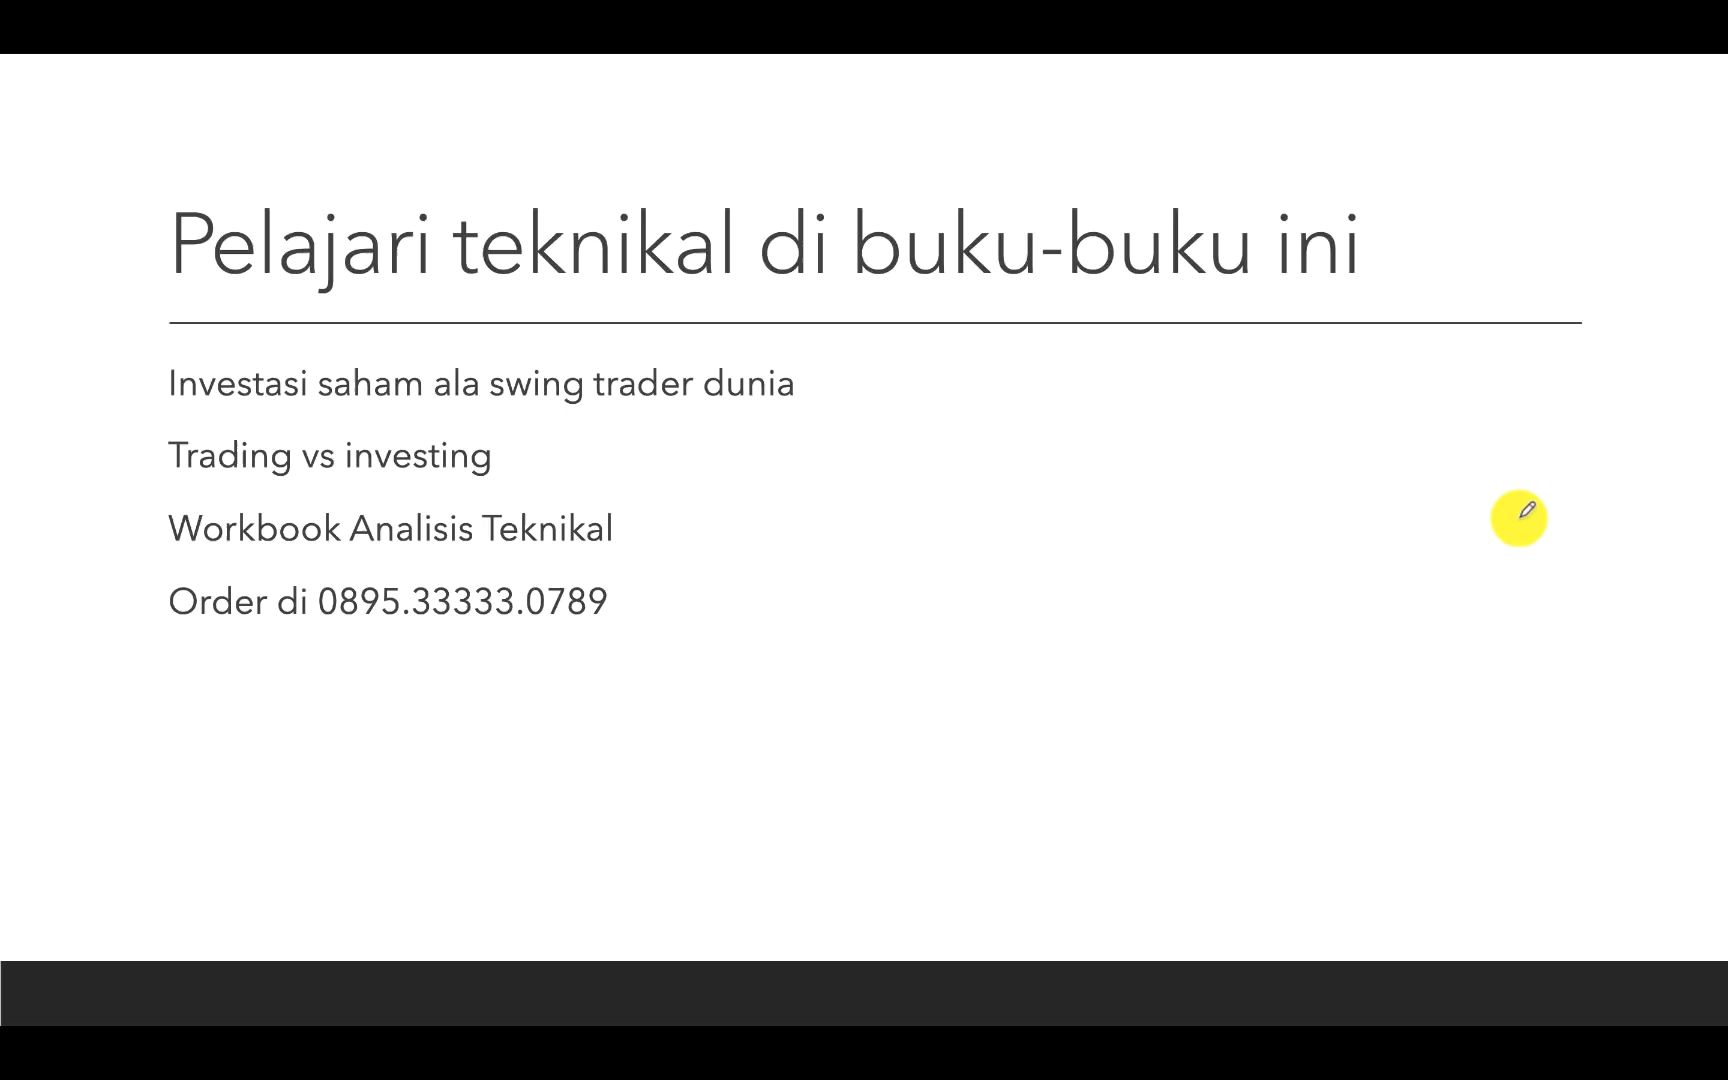 Pelajari teknikal di buku-buku ini
Investasi saham ala swing trader dunia
Trading vs investing
Workbook Analisis Teknikal
Order di 0895.33333.0789